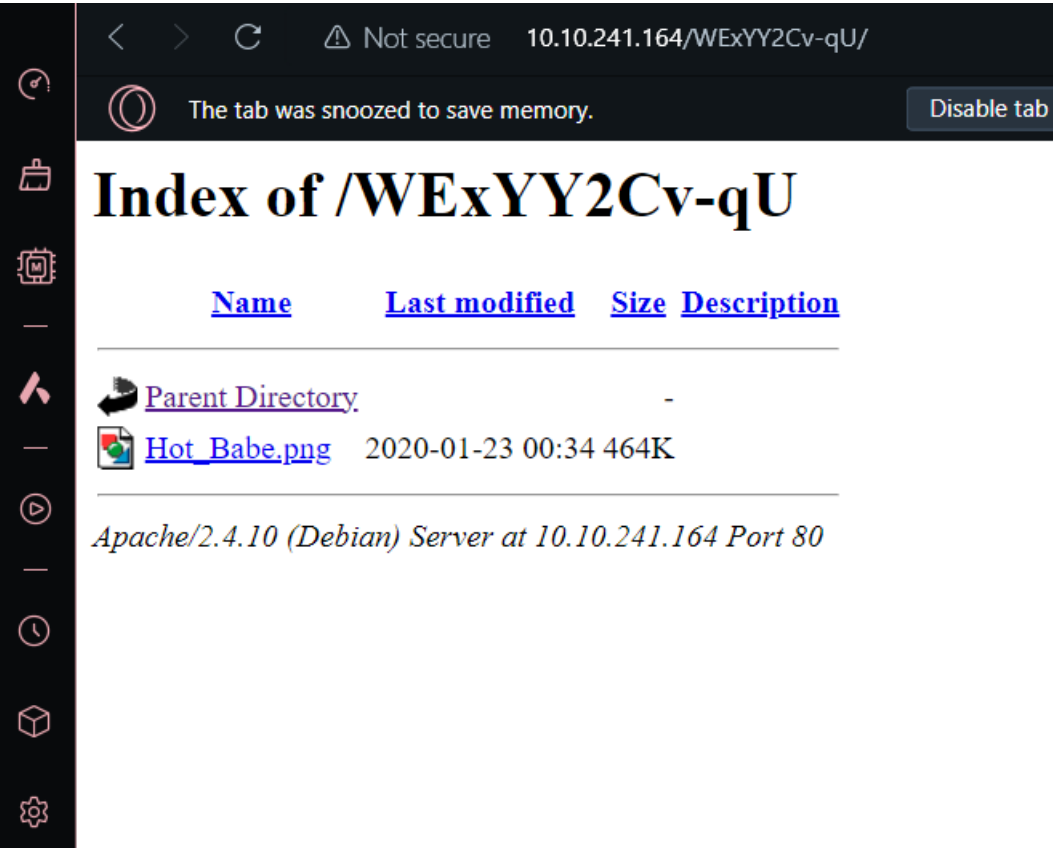 Not secure 10.10.241.164/WExYY2Cv-qU/
The tab was snoozed to save memory. Disable tab
Index of /WExYY2Cv-qU
Name Last modified Size Description
Parent Directory -
Hot_Babe.png 2020-01-23 00:34 464K
Apache/2.4.10 (Debian) Server at 10.10.241.164 Port 80
M